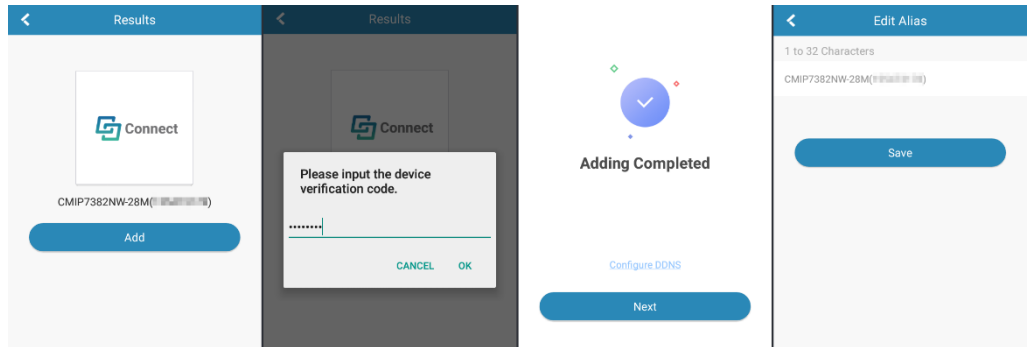 Results
Connect
CMIP7382NW-28M(
)
Add
Results
Connect
Please input the device
verification code.
••••••••
CANCEL OK
Adding Completed
Configure DDNS
Next
Edit Alias
1 to 32 Characters
CMIP7382NW-28M(
)
Save